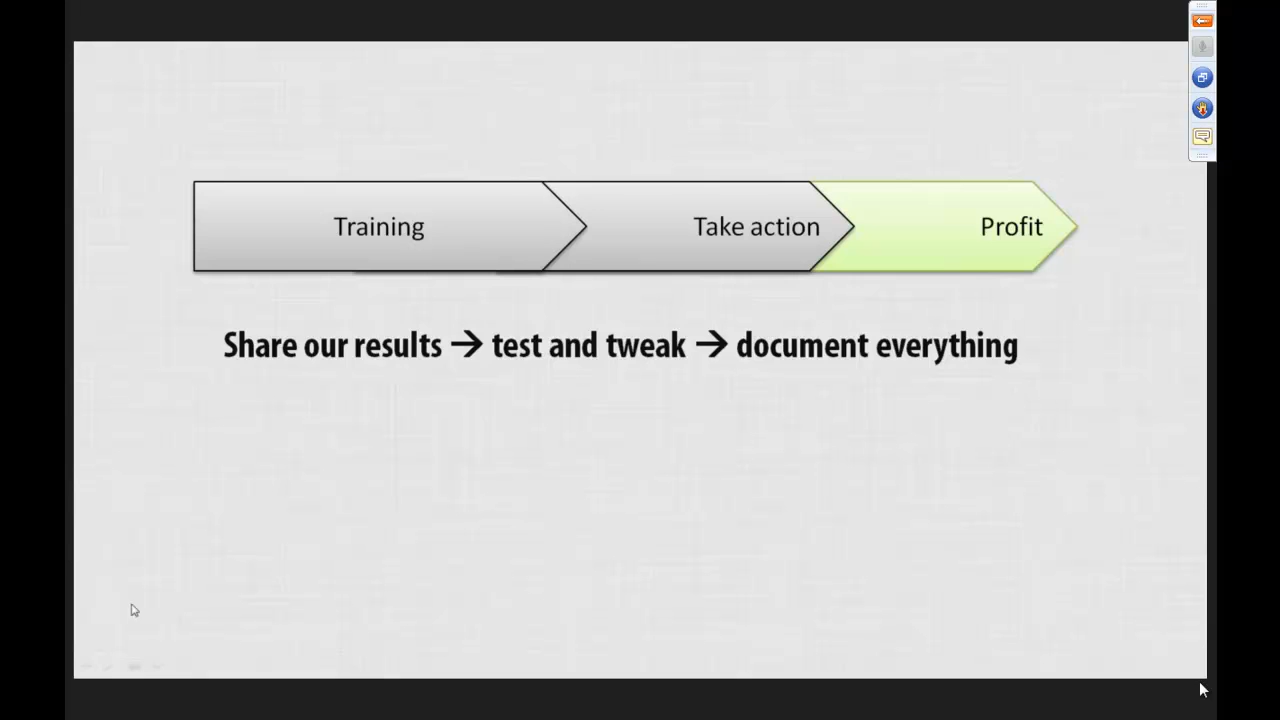 Training Take action Profit
Share our results → test and tweak → document everything